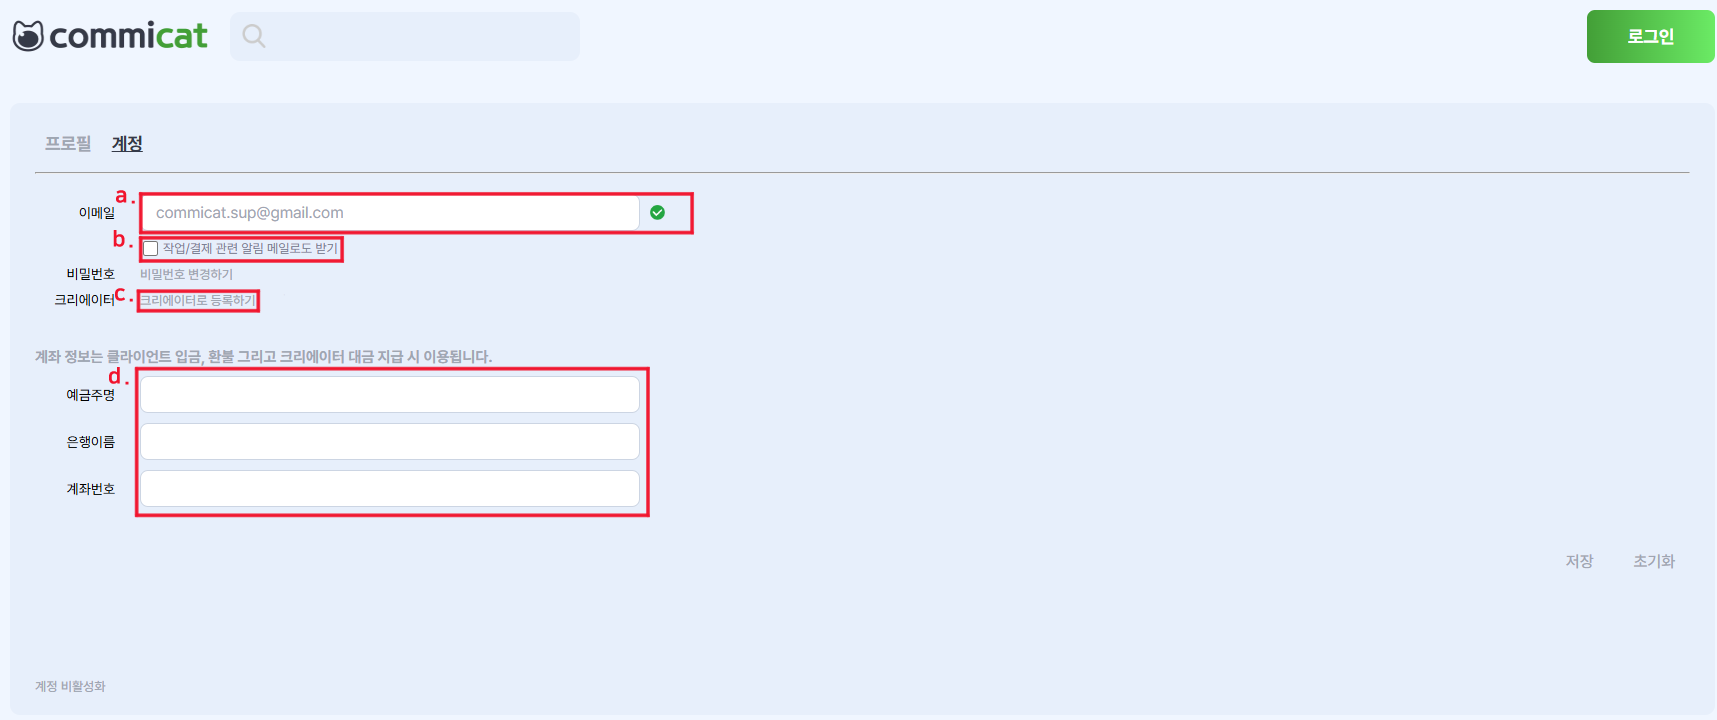 commicat
로그인
프로필 계정
a.
이메일 commicat.sup@gmail.com
b.
작업/결제 관련 알림 메일로도 받기
비밀번호 비밀번호 변경하기
c.
크리에이터 크리에이터로 등록하기
계좌 정보는 클라이언트 입금, 환불 그리고 크리에이터 대금 지급 시 이용됩니다.
d.
예금주명
은행이름
계좌번호
저장 초기화
계정 비활성화